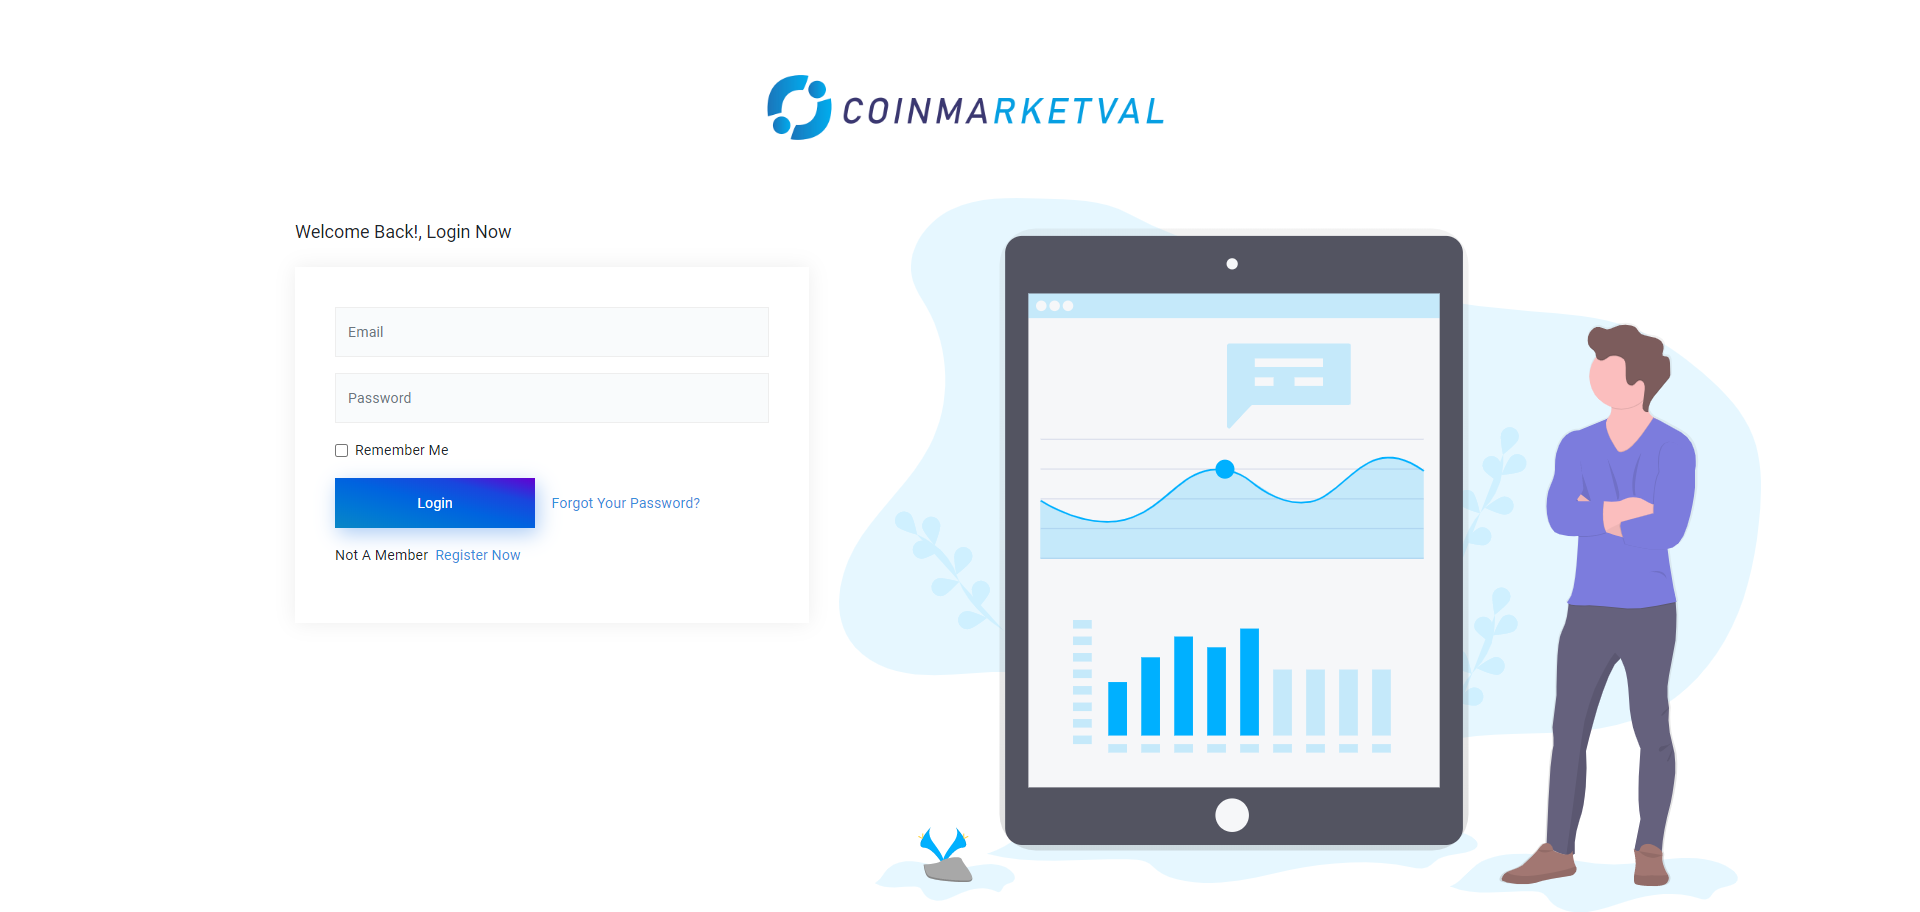 COINMARKETVAL
Welcome Back!, Login Now
Email
Password
Remember Me
Login Forgot Your Password?
Not A Member Register Now